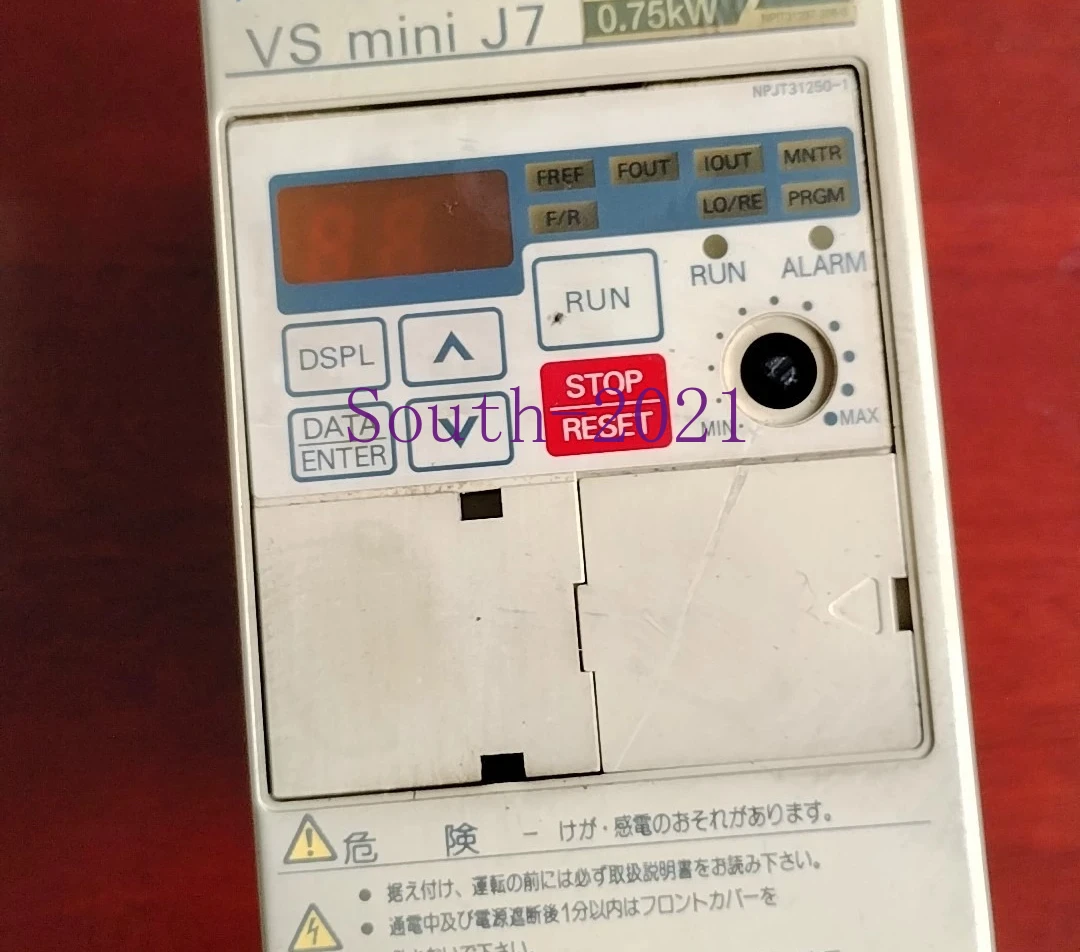 VS mini J7 0.75kW
NPJT31250-1
FREF FOUT IOUT MNTR
F/R LO/RE PRGM
RUN ALARM
RUN
DSPL
STOP
RESET
DATA
ENTER
MIN MAX
South-2021
危 険 － けが・感電のおそれがあります。
● 据え付け、運転の前には必ず取扱説明書をお読み下さい。
● 通電中及び電源遮断後1分以内はフロントカバーを